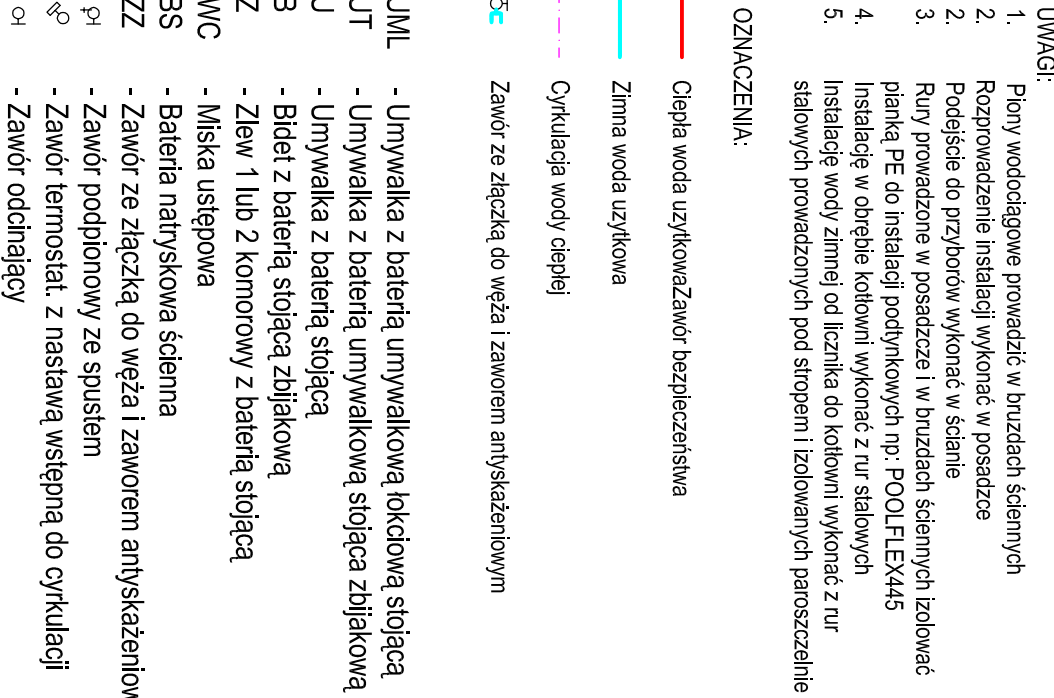 UWAGI:
1. Piony wodociągowe prowadzić w bruzdach ściennych
2. Rozprowadzenie instalacji wykonać w posadzce
2. Podejście do przyborów wykonać w ścianie
3. Rury prowadzone w posadzce i w bruzdach ściennych izolować
pianką PE do instalacji podtynkowych np: POOLFLEX445
4. Instalację w obrębie kotłowni wykonać z rur stalowych
5. Instalację wody zimnej od licznika do kotłowni wykonać z rur
stalowych prowadzonych pod stropem i izolowanych paroszczelnie
OZNACZENIA:
Ciepła woda uzytkowaZawór bezpieczeństwa
Zimna woda uzytkowa
Cyrkulacja wody ciepłej
Zawór ze złączką do węża i zaworem antyskażeniowym
UML - Umywalka z baterią umywalkową łokciową stojącą
UT - Umywalka z baterią umywalkową stojąca zbijakową
U - Umywalka z baterią stojącą
B - Bidet z baterią stojącą zbijakową
Z - Zlew 1 lub 2 komorowy z baterią stojącą
WC - Miska ustępowa
BS - Bateria natryskowa ścienna
ZZ - Zawór ze złączką do węża i zaworem antyskażeniow
- Zawór podpionowy ze spustem
- Zawór termostat. z nastawą wstępną do cyrkulacji
- Zawór odcinający